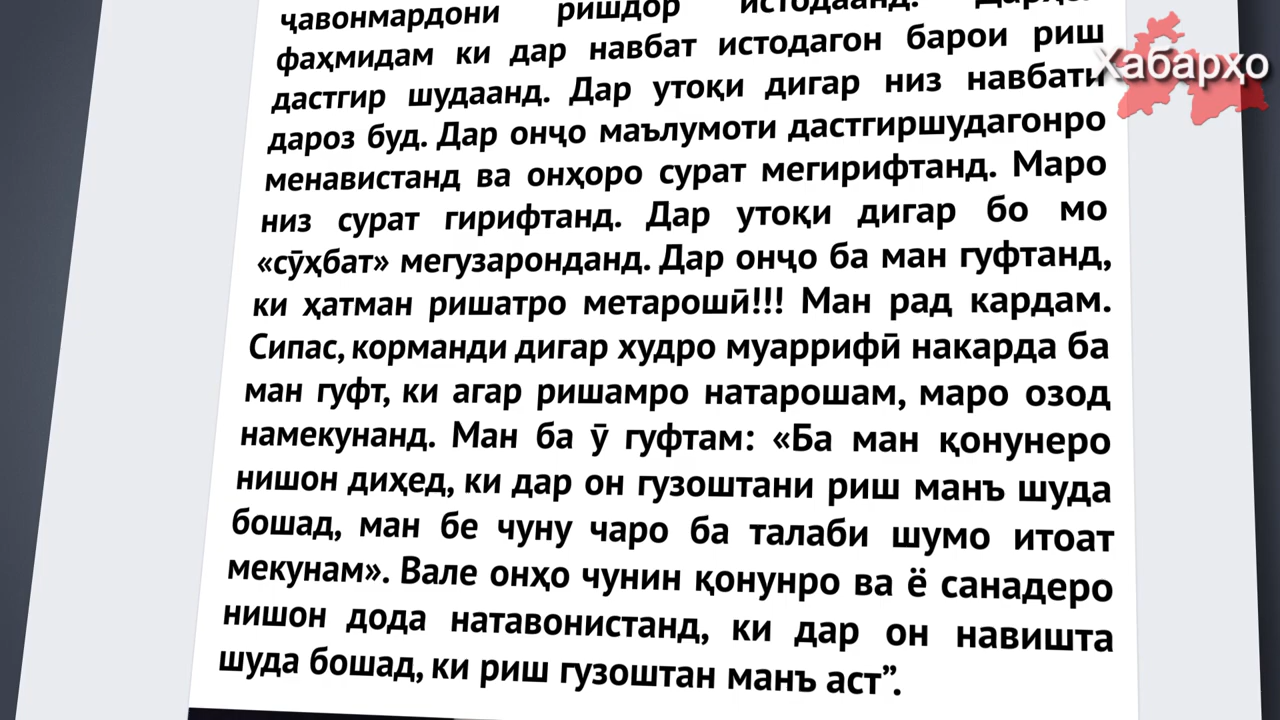 ҷавонмардони ришдор истодаанд.
фаҳмидам ки дар навбат истодагон барои риш
дастгир шудаанд. Дар утоқи дигар низ навбати
дароз буд. Дар онҷо маълумоти дастгиршудагонро
менавистанд ва онҳоро сурат мегирифтанд. Маро
низ сурат гирифтанд. Дар утоқи дигар бо мо
«сӯҳбат» мегузаронданд. Дар онҷо ба ман гуфтанд,
ки ҳатман ришатро метарошӣ!!! Ман рад кардам.
Сипас, корманди дигар худро муаррифӣ накарда ба
ман гуфт, ки агар ришамро натарошам, маро озод
намекунанд. Ман ба ӯ гуфтам: «Ба ман қонунеро
нишон диҳед, ки дар он гузоштани риш манъ шуда
бошад, ман бе чуну чаро ба талаби шумо итоат
мекунам». Вале онҳо чунин қонунро ва ё санадеро
нишон дода натавонистанд, ки дар он навишта
шуда бошад, ки риш гузоштан манъ аст”.
Хабарҳо